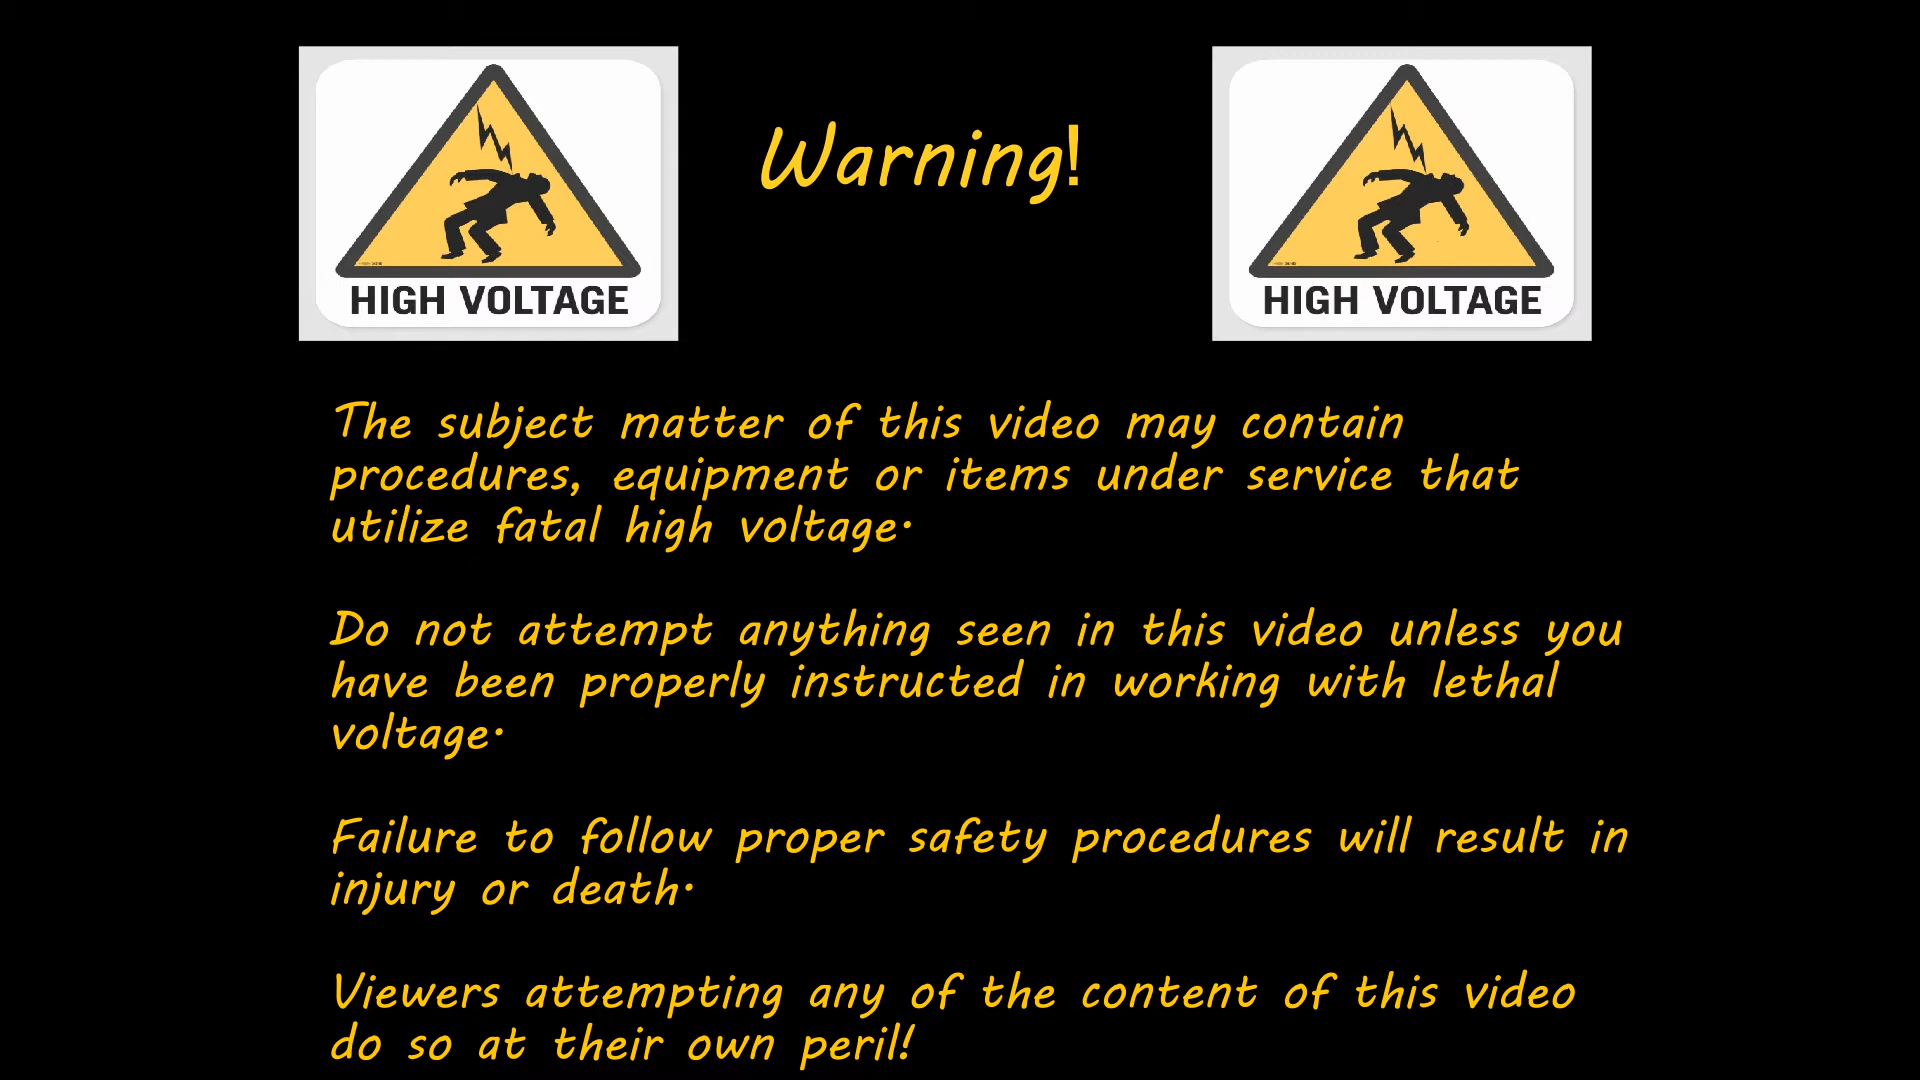 Warning!
HIGH VOLTAGE
HIGH VOLTAGE
The subject matter of this video may contain
procedures, equipment or items under service that
utilize fatal high voltage.
Do not attempt anything seen in this video unless you
have been properly instructed in working with lethal
voltage.
Failure to follow proper safety procedures will result in
injury or death.
Viewers attempting any of the content of this video
do so at their own peril!